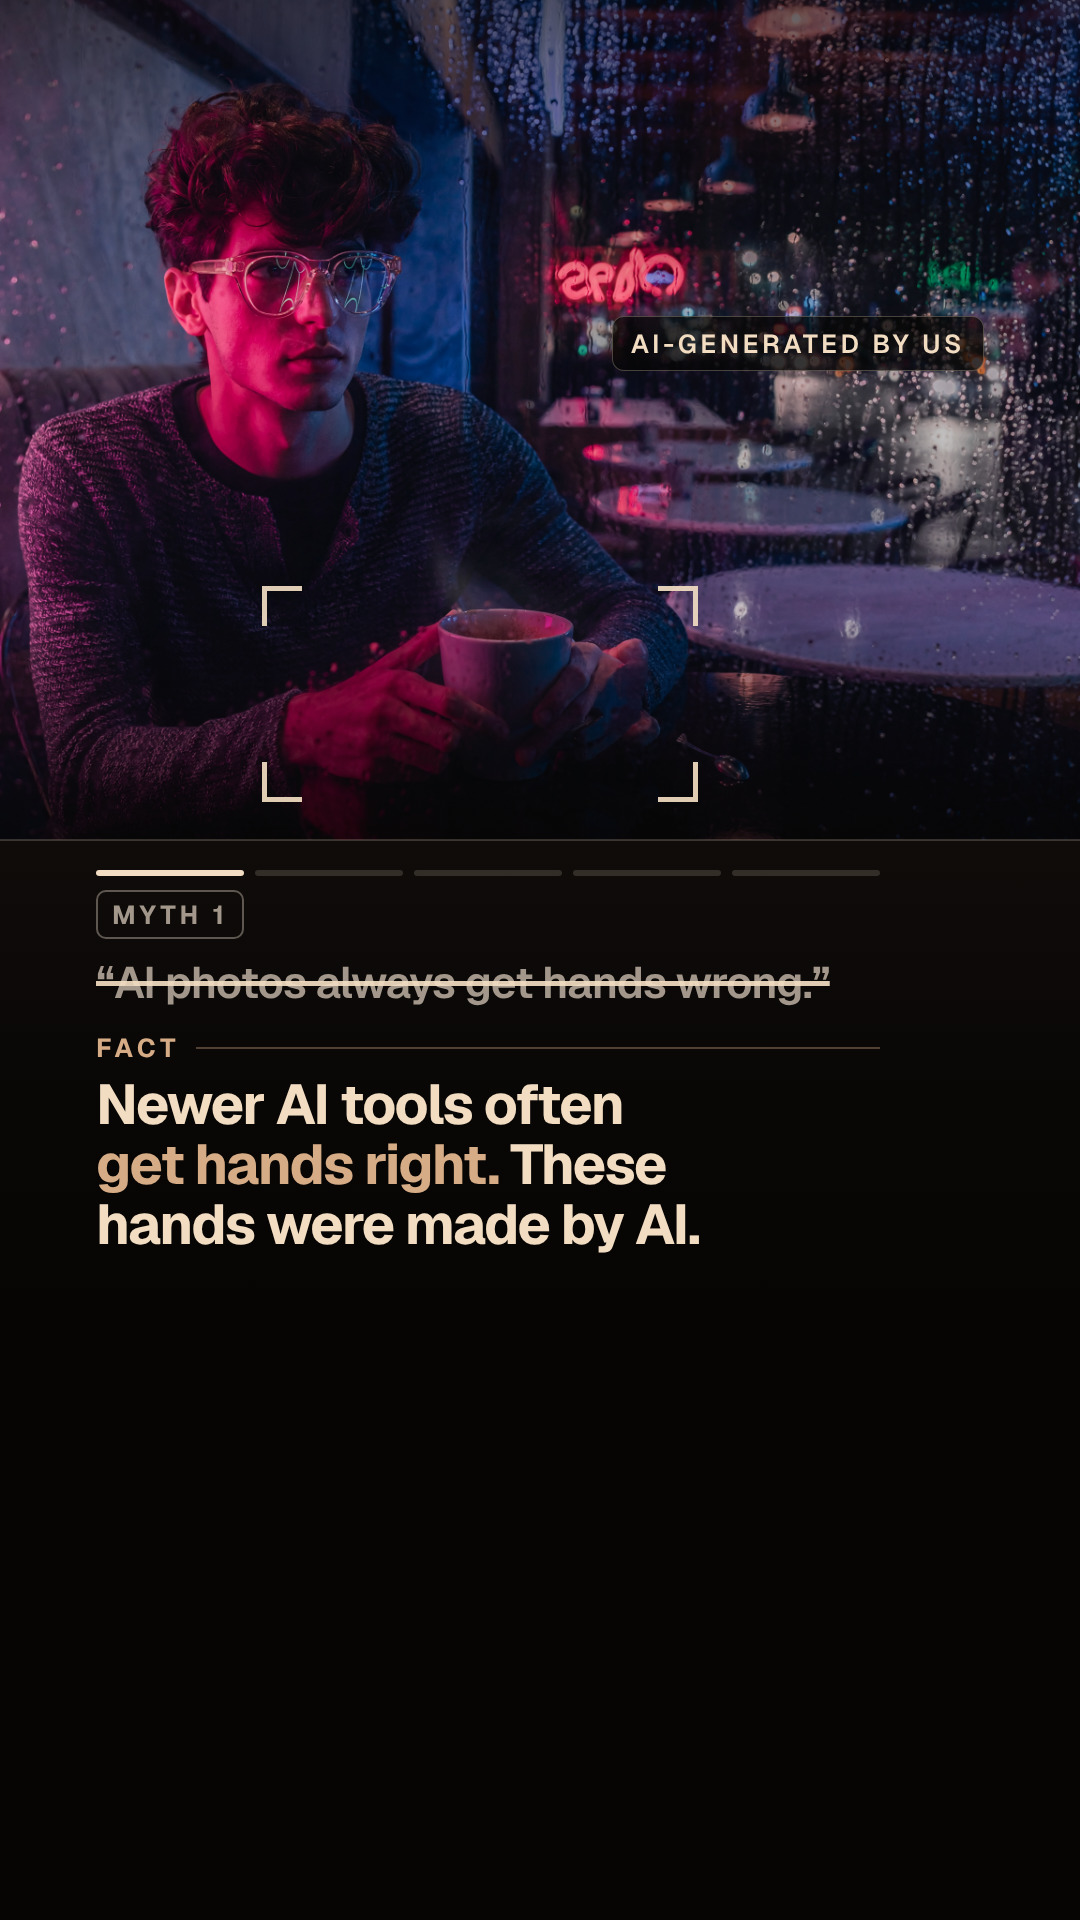 AI-GENERATED BY US
MYTH 1
“AI photos always get hands wrong.”
FACT
Newer AI tools often
get hands right. These
hands were made by AI.